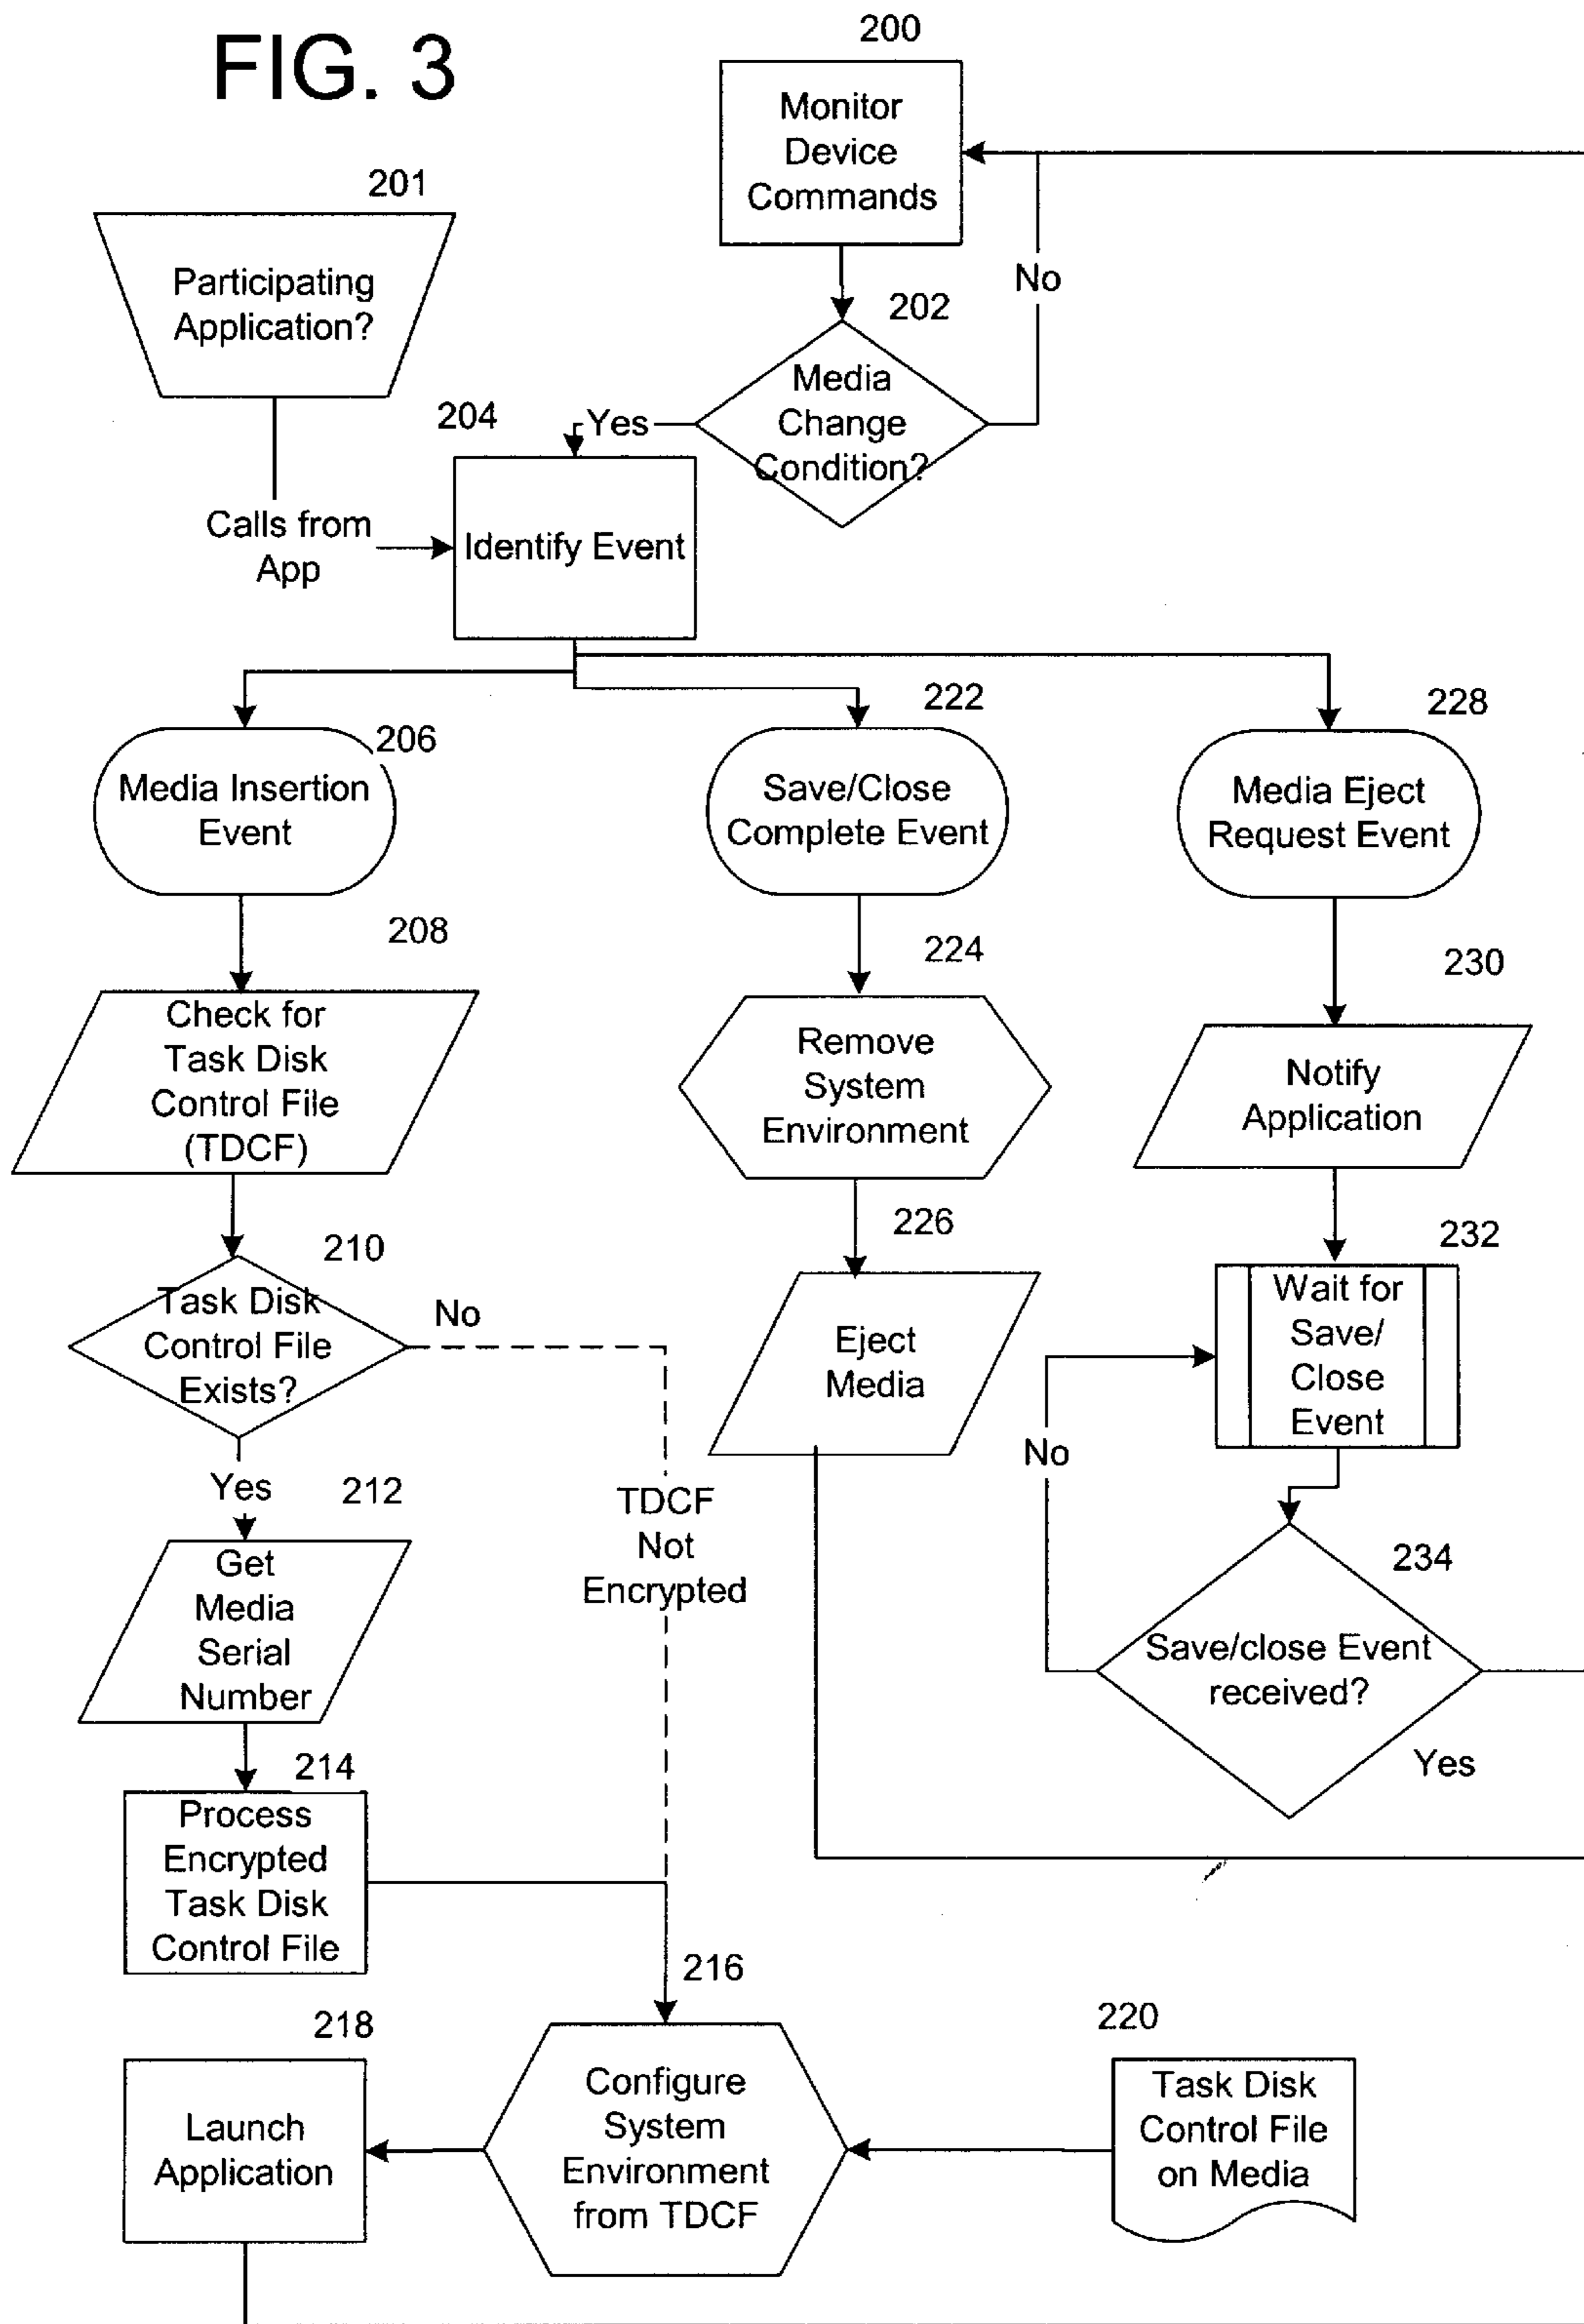 FIG. 3
200
Monitor
Device
Commands
201
Participating
Application?
No
202
Media
Change
Condition?
204
Yes
Identify Event
Calls from
App
206
Media Insertion
Event
222
Save/Close
Complete Event
228
Media Eject
Request Event
208
Check for
Task Disk
Control File
(TDCF)
224
Remove
System
Environment
230
Notify
Application
210
Task Disk
Control File
Exists?
No
226
Eject
Media
232
Wait for
Save/
Close
Event
No
Yes
212
Get
Media
Serial
Number
TDCF
Not
Encrypted
234
Save/close Event
received?
Yes
214
Process
Encrypted
Task Disk
Control File
216
Configure
System
Environment
from TDCF
218
Launch
Application
220
Task Disk
Control File
on Media